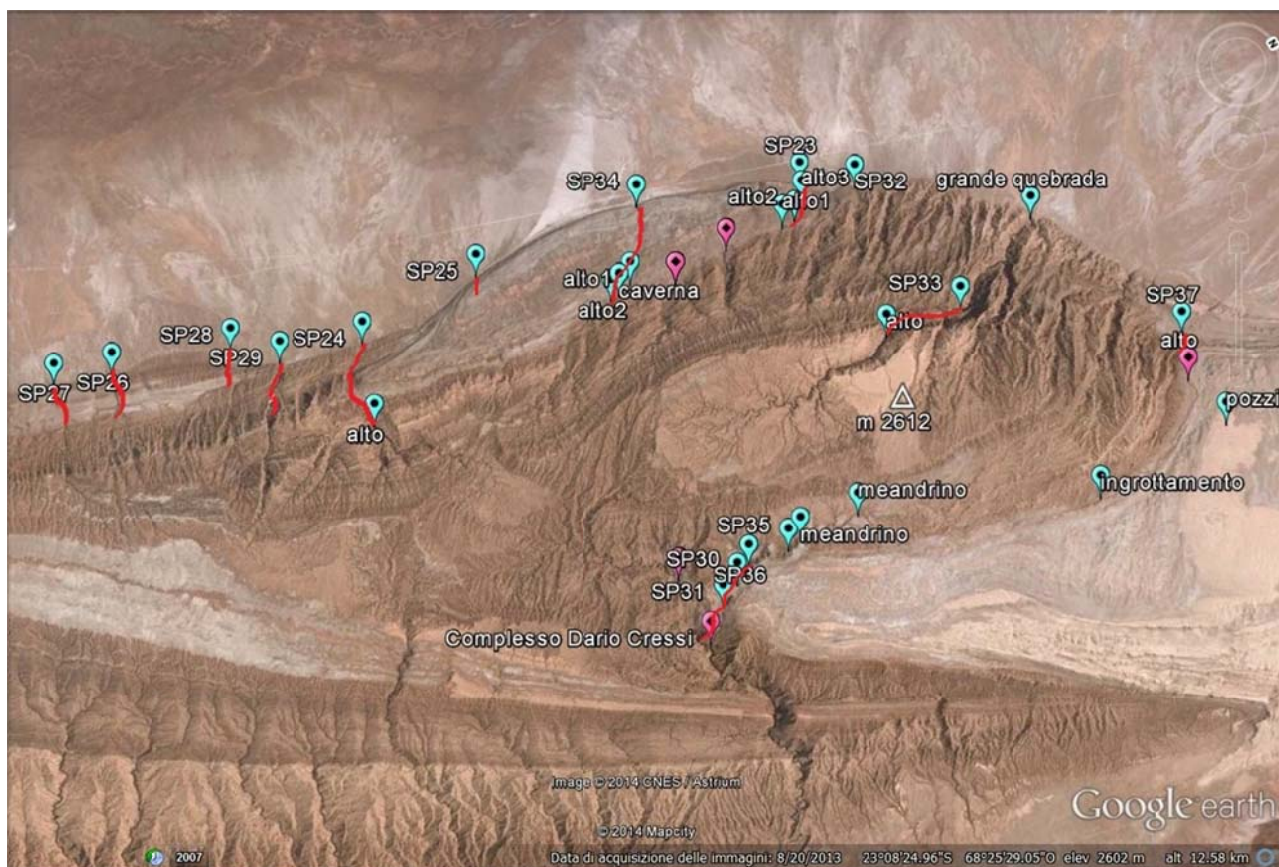 SP23
alto3
SP32
SP34
alto2
alto1
grande quebrada
SP25
alto1
caverna
alto2
SP33
alto
SP37
alto
SP28
SP29
SP24
SP27
SP26
alto
m 2612
pozzi
meandrino
ingrottamento
SP35
meandrino
SP30
SP36
SP31
Complesso Dario Cressi
Image © 2014 CNES / Astrium
Google earth
© 2014 Mapcity
2007
Data di acquisizione delle immagini: 8/20/2013 23°08'24.96"S 68°25'29.05"O elev 2602 m alt 12.58 km